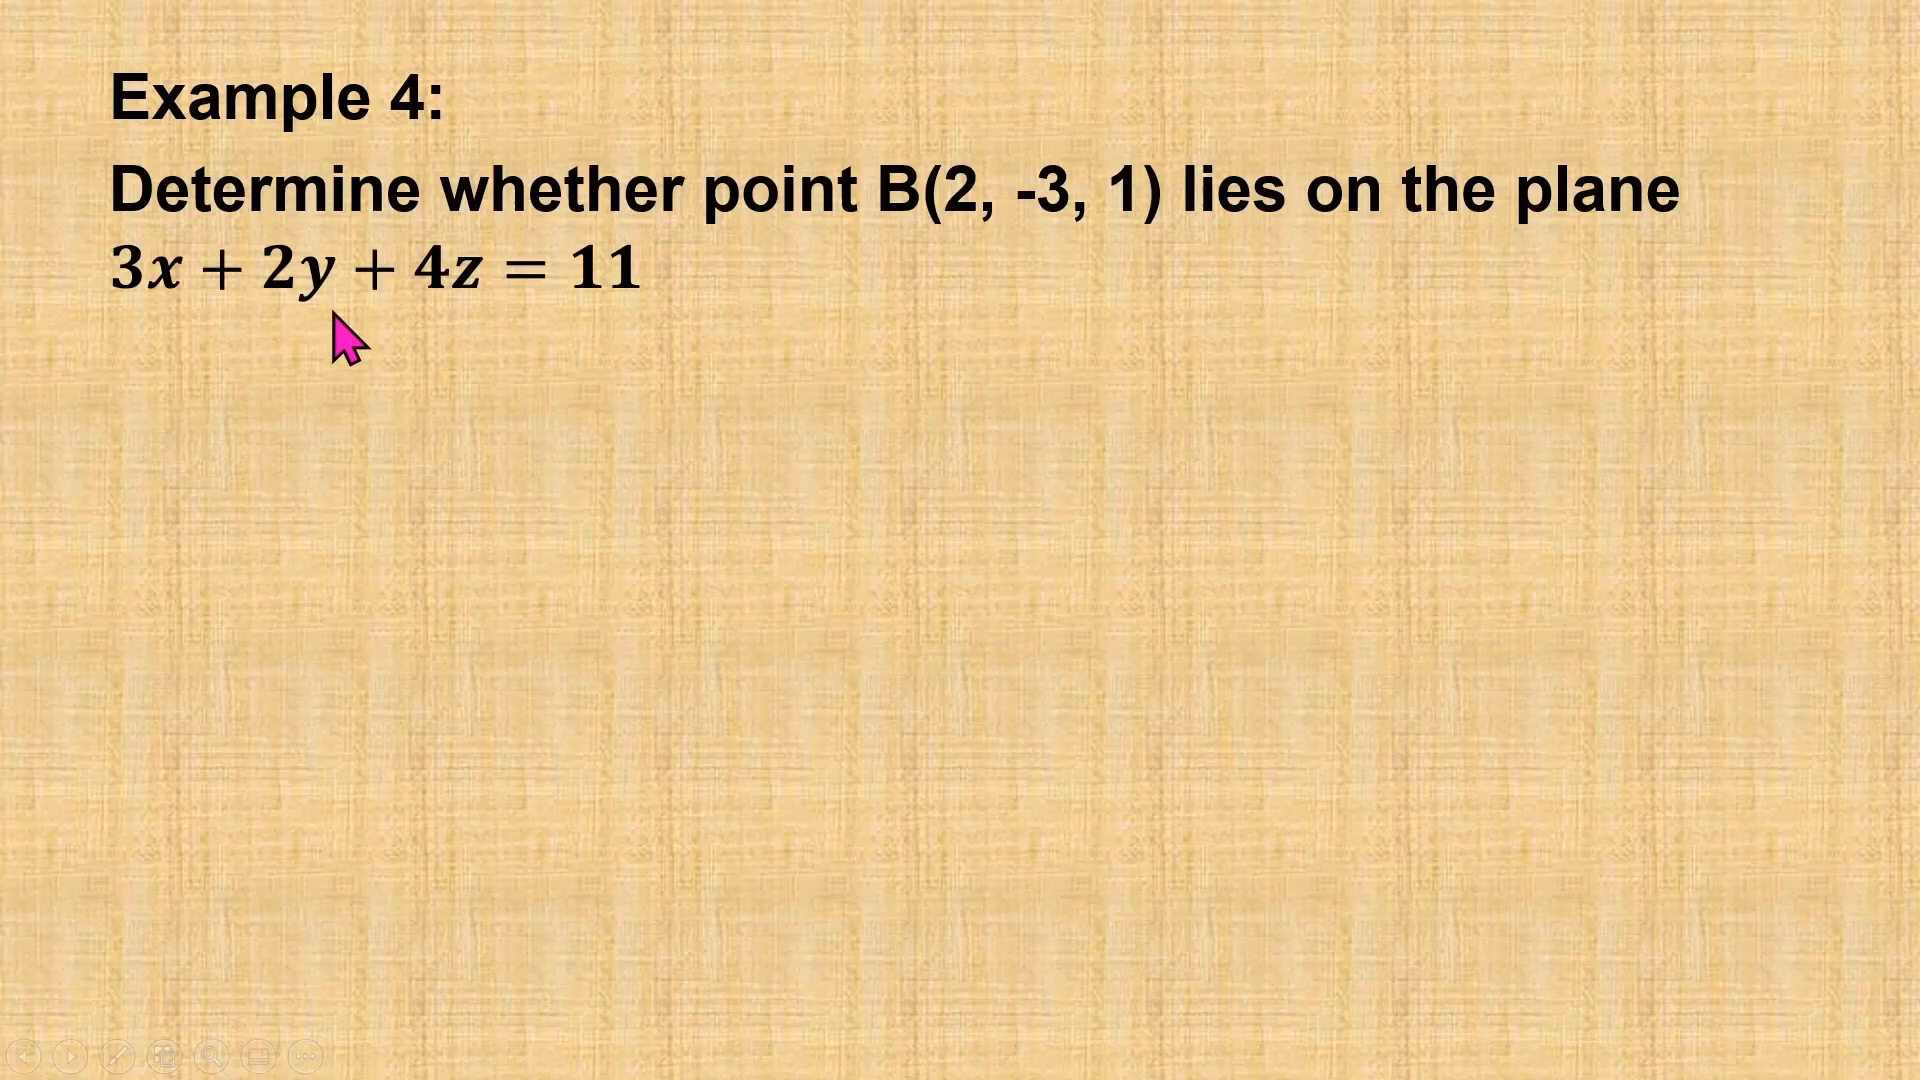 Example 4:
Determine whether point B(2, -3, 1) lies on the plane
3x + 2y + 4z = 11